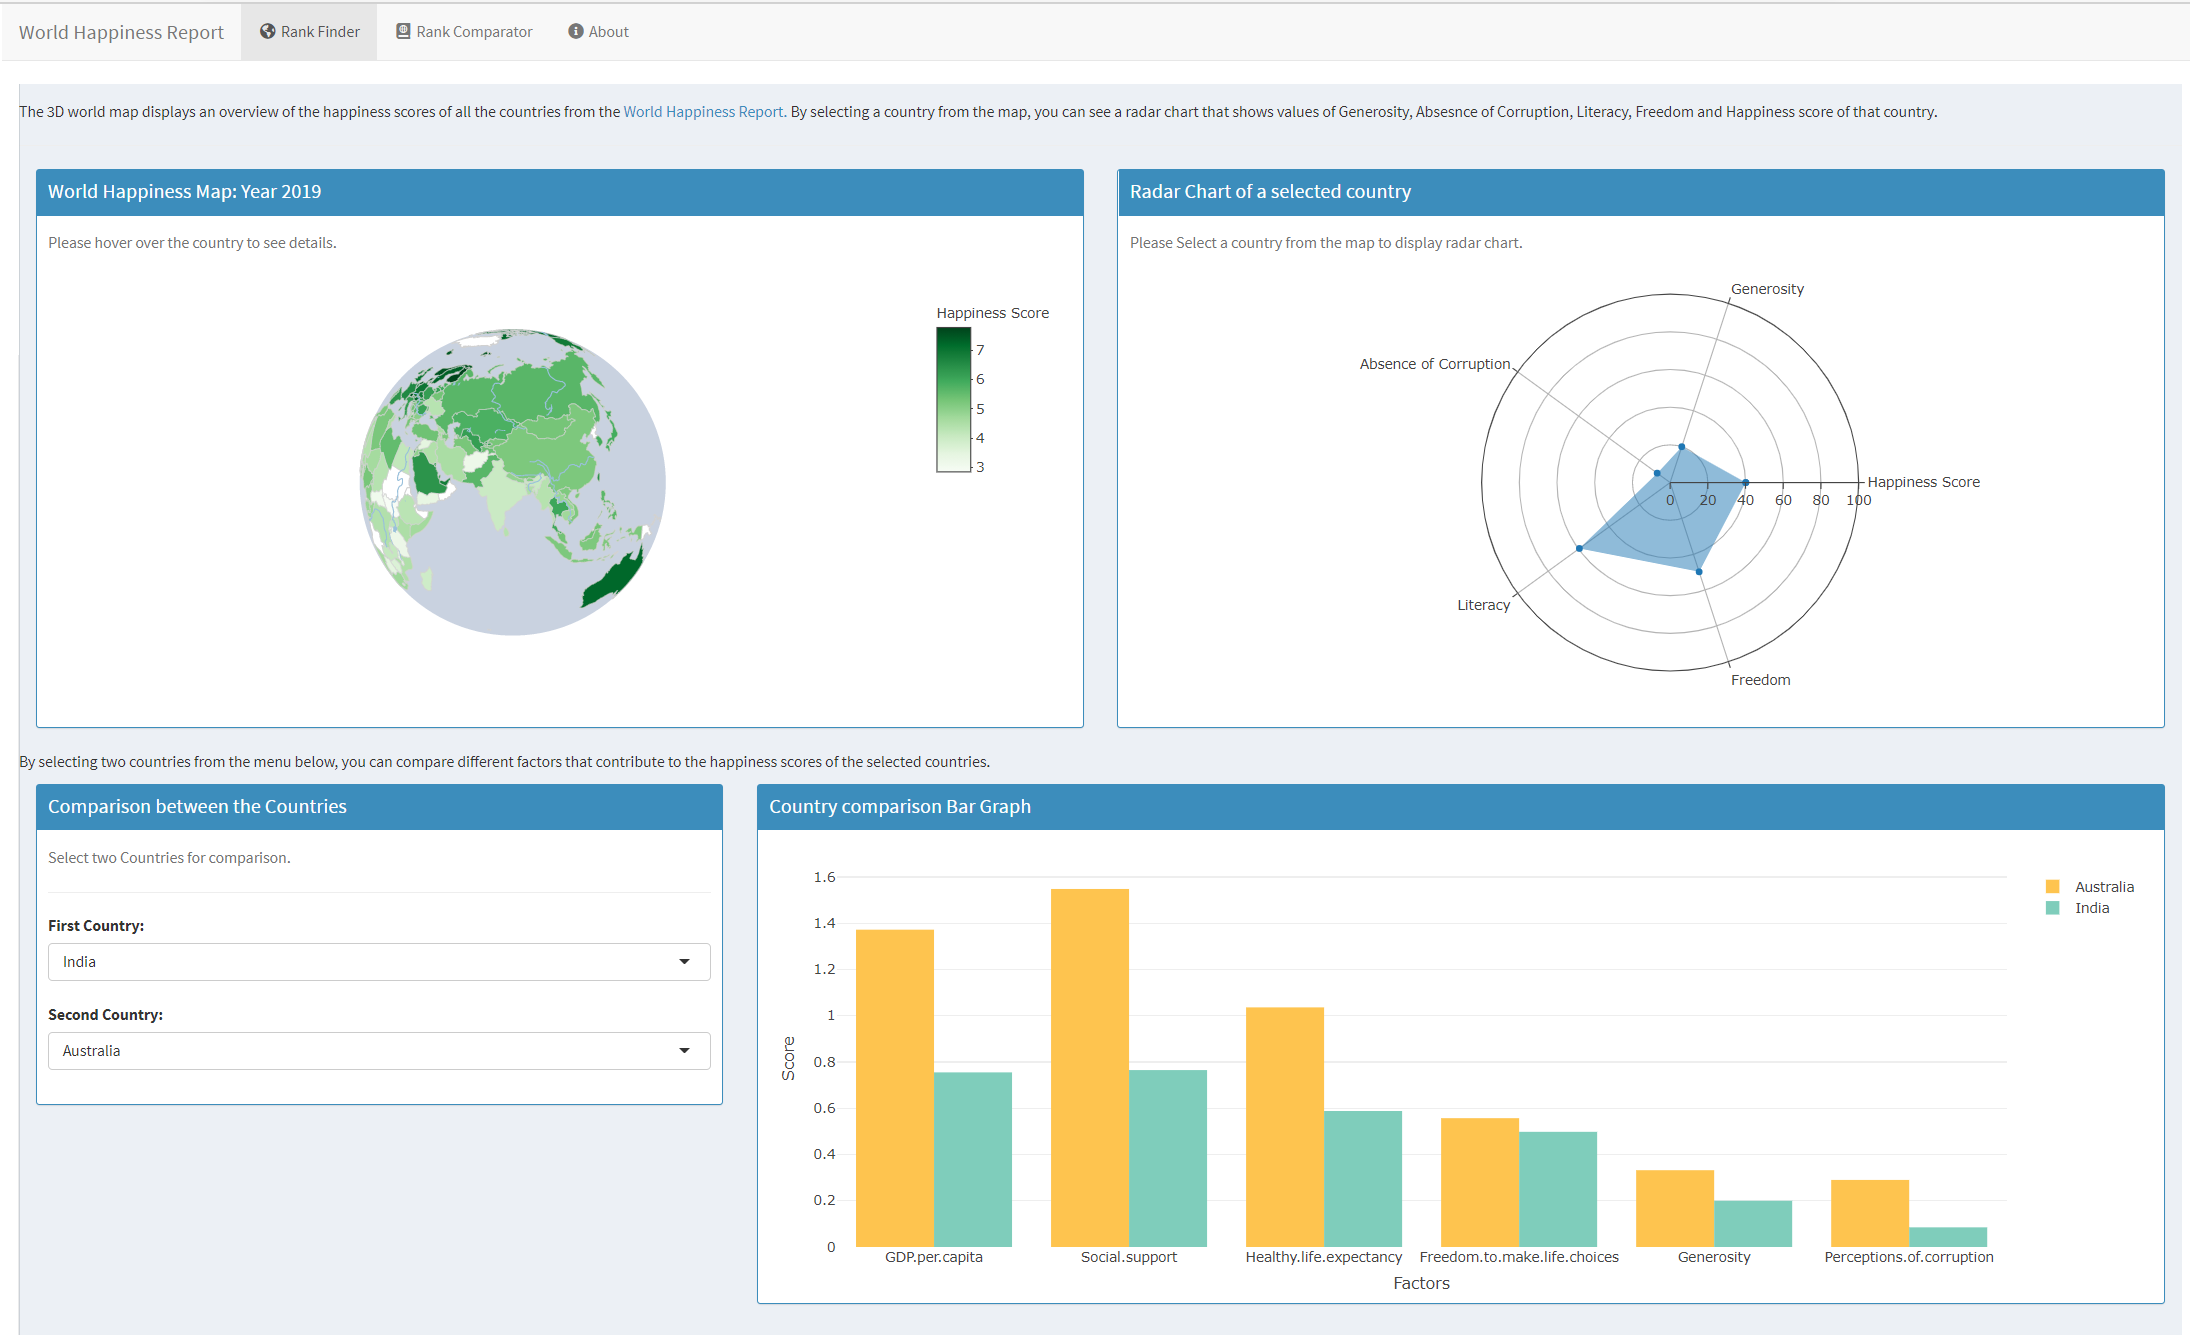 World Happiness Report
Rank Finder
Rank Comparator
About
The 3D world map displays an overview of the happiness scores of all the countries from the World Happiness Report. By selecting a country from the map, you can see a radar chart that shows values of Generosity, Absesnce of Corruption, Literacy, Freedom and Happiness score of that country.
World Happiness Map: Year 2019
Please hover over the country to see details.
Happiness Score
7
6
5
4
3
Radar Chart of a selected country
Please Select a country from the map to display radar chart.
Generosity
Absence of Corruption
Happiness Score
0 20 40 60 80 100
Literacy
Freedom
By selecting two countries from the menu below, you can compare different factors that contribute to the happiness scores of the selected countries.
Comparison between the Countries
Select two Countries for comparison.
First Country:
India
Second Country:
Australia
Country comparison Bar Graph
1.6
1.4
1.2
1
0.8
0.6
0.4
0.2
0
Score
GDP.per.capita Social.support Healthy.life.expectancy Freedom.to.make.life.choices Generosity Perceptions.of.corruption
Factors
Australia
India